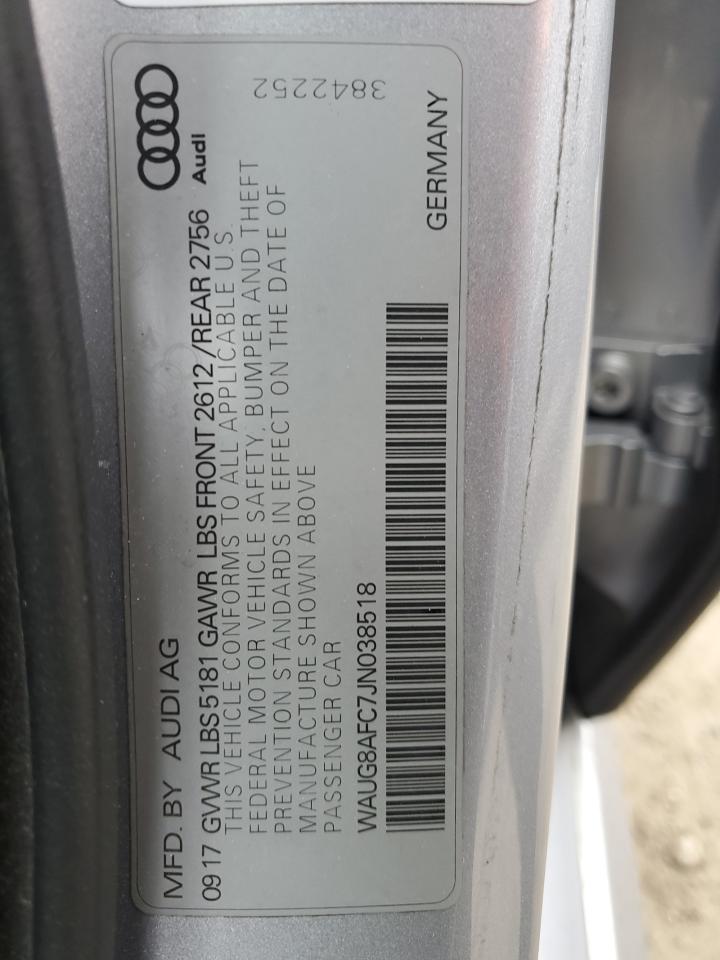 Audi
MFD. BY AUDI AG
0917 GVWR LBS 5181 GAWR LBS FRONT 2612 /REAR 2756
THIS VEHICLE CONFORMS TO ALL APPLICABLE U.S.
FEDERAL MOTOR VEHICLE SAFETY, BUMPER AND THEFT
PREVENTION STANDARDS IN EFFECT ON THE DATE OF
MANUFACTURE SHOWN ABOVE
PASSENGER CAR
3842252
WAUG8AFC7JN038518
GERMANY